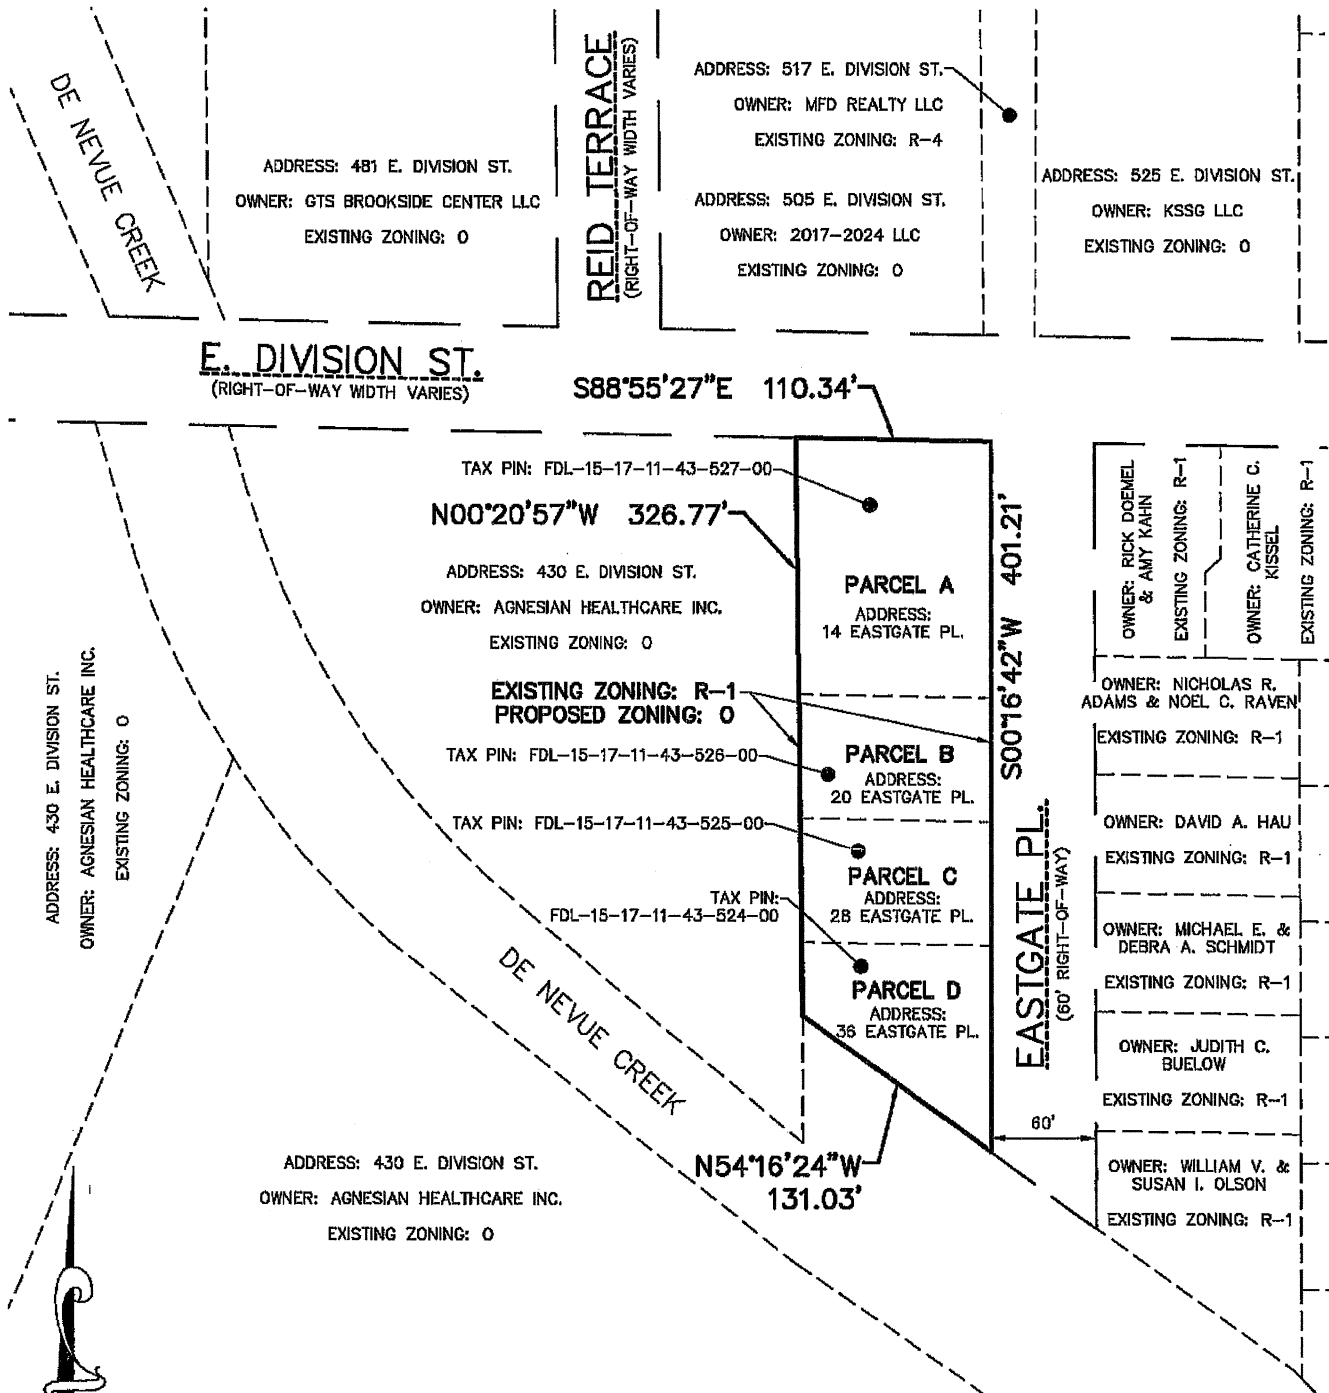 DE NEVUE CREEK
ADDRESS: 481 E. DIVISION ST.
OWNER: GTS BROOKSIDE CENTER LLC
EXISTING ZONING: O
REID TERRACE
(RIGHT-OF-WAY WIDTH VARIES)
ADDRESS: 517 E. DIVISION ST.
OWNER: MFD REALTY LLC
EXISTING ZONING: R-4
ADDRESS: 505 E. DIVISION ST.
OWNER: 2017-2024 LLC
EXISTING ZONING: O
ADDRESS: 525 E. DIVISION ST.
OWNER: KSSG LLC
EXISTING ZONING: O
E. DIVISION ST.
(RIGHT-OF-WAY WIDTH VARIES)
S88°55'27"E 110.34'
TAX PIN: FDL-15-17-11-43-527-00
N00°20'57"W 326.77'
ADDRESS: 430 E. DIVISION ST.
OWNER: AGNESIAN HEALTHCARE INC.
EXISTING ZONING: O
EXISTING ZONING: R-1
PROPOSED ZONING: O
TAX PIN: FDL-15-17-11-43-526-00
TAX PIN: FDL-15-17-11-43-525-00
TAX PIN:
FDL-15-17-11-43-524-00
PARCEL A
ADDRESS:
14 EASTGATE PL.
PARCEL B
ADDRESS:
20 EASTGATE PL.
PARCEL C
ADDRESS:
28 EASTGATE PL.
PARCEL D
ADDRESS:
36 EASTGATE PL.
S00°16'42"W 401.21'
EASTGATE PL.
(60' RIGHT-OF-WAY)
60'
N54°16'24"W
131.03'
OWNER: RICK DOEMEL
& AMY KAHN
EXISTING ZONING: R-1
OWNER: CATHERINE C.
KISSEL
EXISTING ZONING: R-1
OWNER: NICHOLAS R.
ADAMS & NOEL C. RAVEN
EXISTING ZONING: R-1
OWNER: DAVID A. HAU
EXISTING ZONING: R-1
OWNER: MICHAEL E. &
DEBRA A. SCHMIDT
EXISTING ZONING: R-1
OWNER: JUDITH C.
BUELOW
EXISTING ZONING: R-1
OWNER: WILLIAM V. &
SUSAN I. OLSON
EXISTING ZONING: R-1
ADDRESS: 430 E. DIVISION ST.
OWNER: AGNESIAN HEALTHCARE INC.
EXISTING ZONING: O
DE NEVUE CREEK
ADDRESS: 430 E. DIVISION ST.
OWNER: AGNESIAN HEALTHCARE INC.
EXISTING ZONING: O